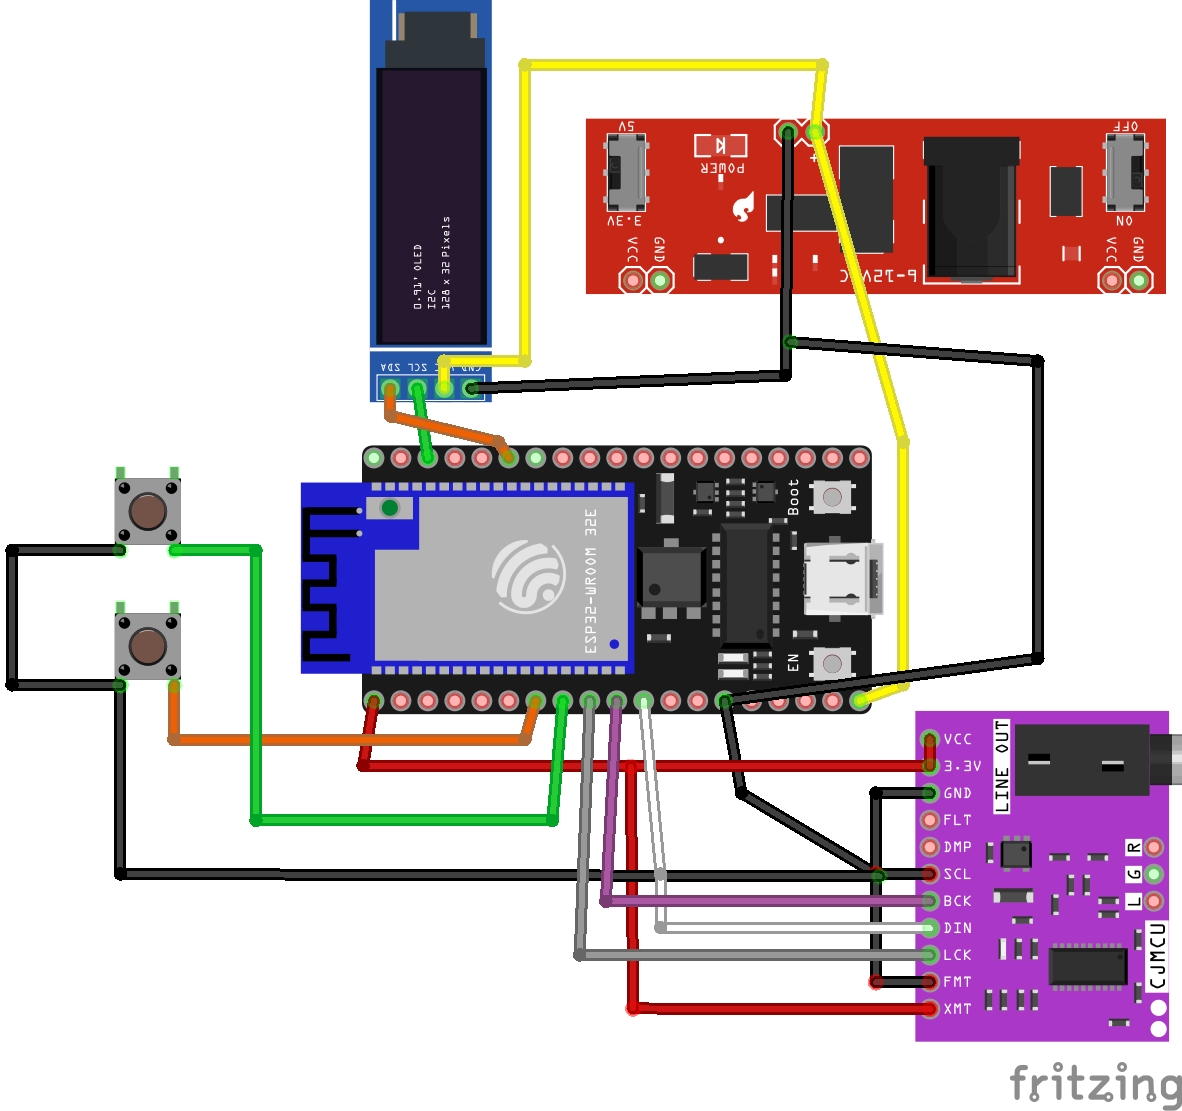 0.91" OLED
I2C
128 x 32 Pixels
SDA
SCL
GND
5V
3.3V
POWER
+
6-12V
OFF
ON
VCC
GND
VCC
GND
Boot
EN
ESP32-WROOM 32E
VCC
3.3V
GND
FLT
DMP
SCL
BCK
DIN
LCK
FMT
XMT
LINE OUT
R
G
L
CJMCU
fritzing